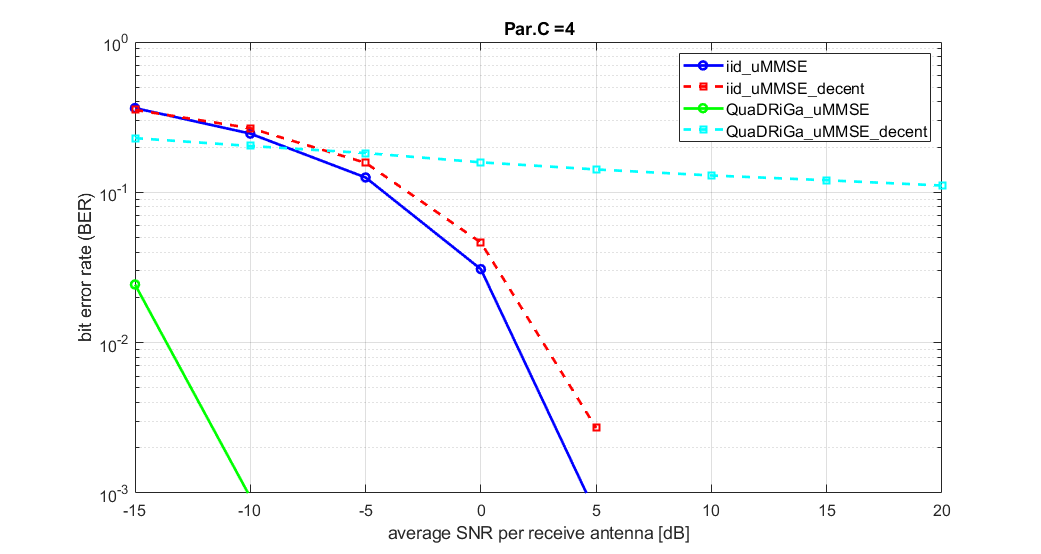 Par.C =4
10^0
10^-1
10^-2
10^-3
bit error rate (BER)
iid_uMMSE
iid_uMMSE_decent
QuaDRiGa_uMMSE
QuaDRiGa_uMMSE_decent
-15 -10 -5 0 5 10 15 20
average SNR per receive antenna [dB]